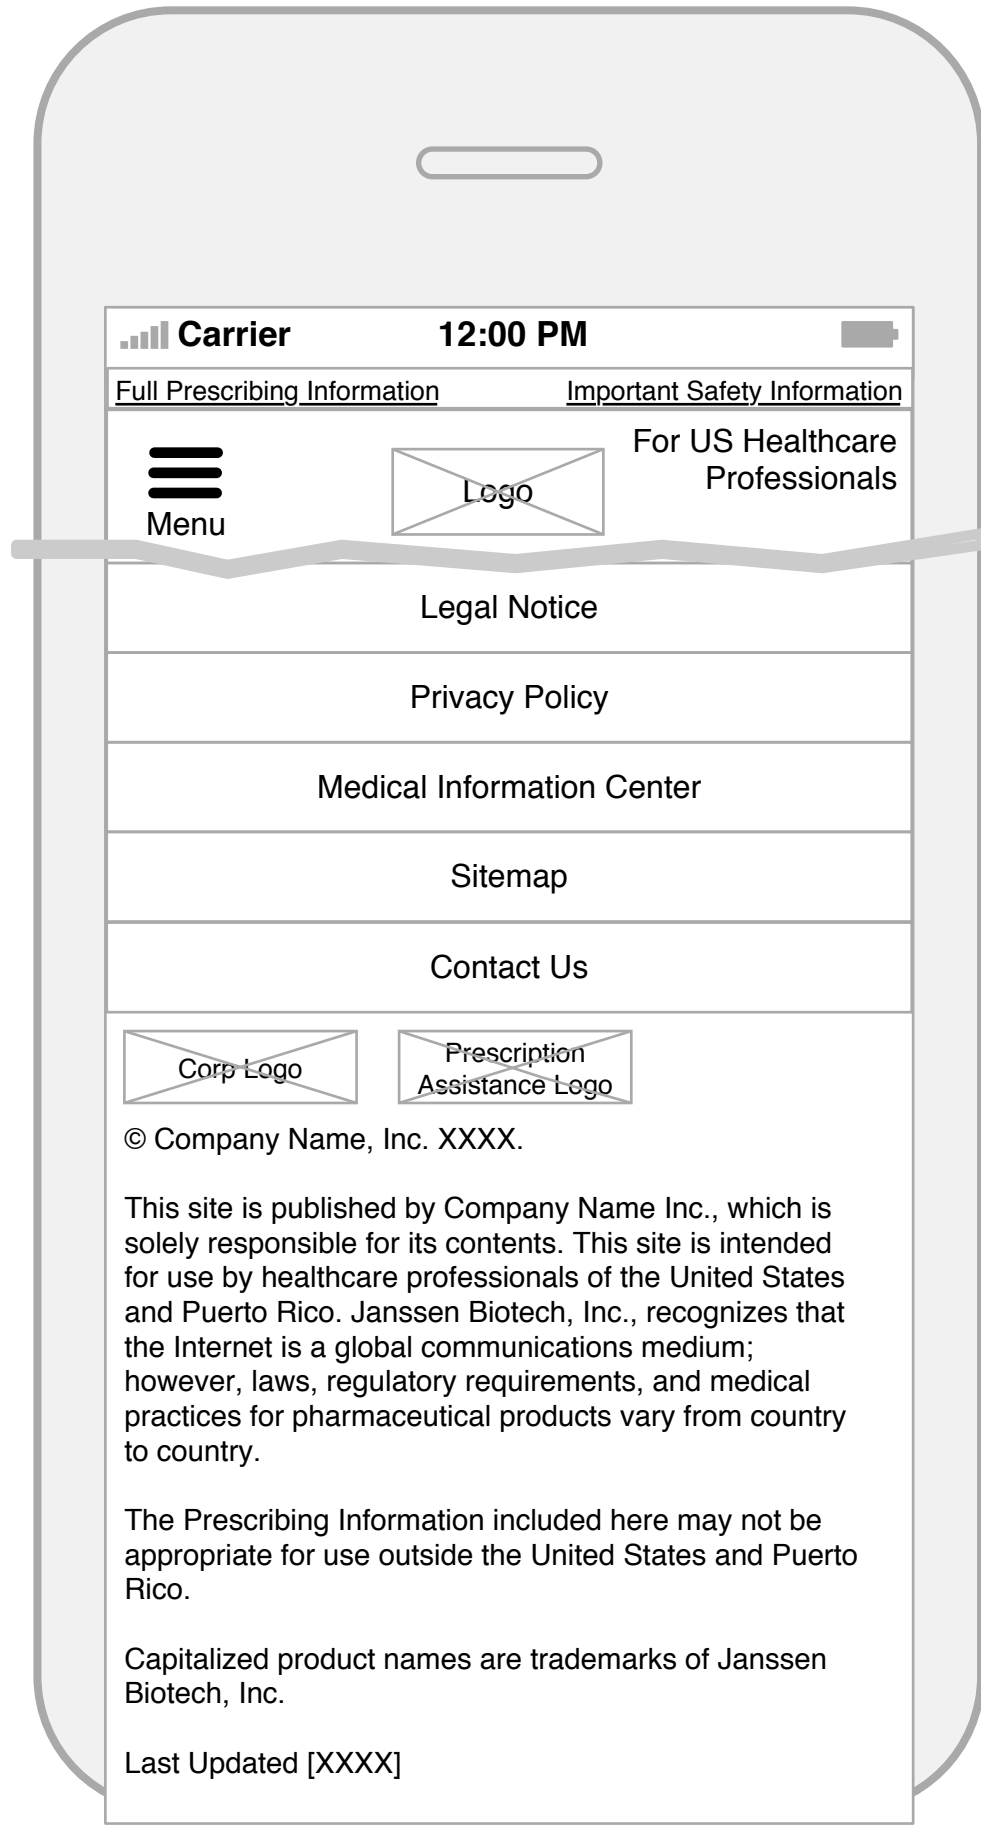 Carrier 12:00 PM
Full Prescribing Information Important Safety Information
For US Healthcare
Professionals
Logo
Menu
Legal Notice
Privacy Policy
Medical Information Center
Sitemap
Contact Us
Corp Logo
Prescription
Assistance Logo
© Company Name, Inc. XXXX.
This site is published by Company Name Inc., which is
solely responsible for its contents. This site is intended
for use by healthcare professionals of the United States
and Puerto Rico. Janssen Biotech, Inc., recognizes that
the Internet is a global communications medium;
however, laws, regulatory requirements, and medical
practices for pharmaceutical products vary from country
to country.
The Prescribing Information included here may not be
appropriate for use outside the United States and Puerto
Rico.
Capitalized product names are trademarks of Janssen
Biotech, Inc.
Last Updated [XXXX]